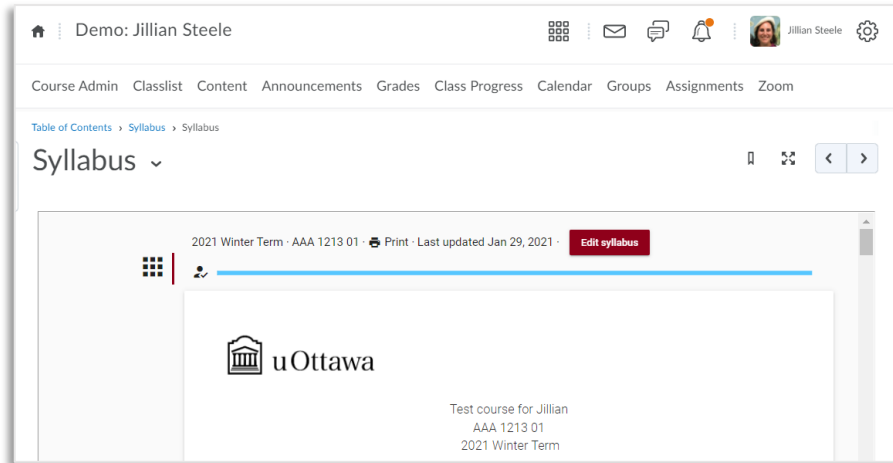 Demo: Jillian Steele
Jillian Steele
Course Admin Classlist Content Announcements Grades Class Progress Calendar Groups Assignments Zoom
Table of Contents › Syllabus › Syllabus
Syllabus
2021 Winter Term · AAA 1213 01 · Print · Last updated Jan 29, 2021 · Edit syllabus
uOttawa
Test course for Jillian
AAA 1213 01
2021 Winter Term